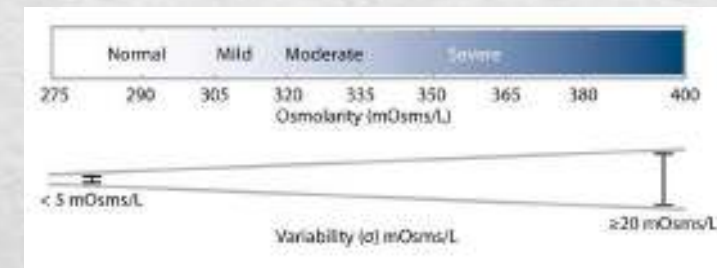 Normal Mild Moderate Severe
275 290 305 320 335 350 365 380 400
Osmolarity (mOsms/L)
< 5 mOsms/L
≥20 mOsms/L
Variability (σ) mOsms/L